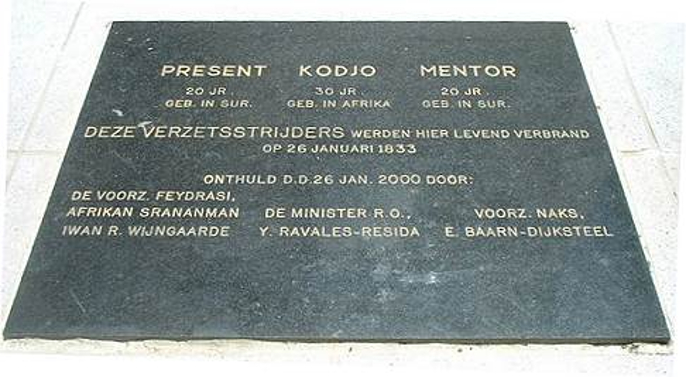 PRESENT KODJO MENTOR
20 JR. 30 JR. 20 JR.
GEB. IN SUR. GEB. IN AFRIKA GEB. IN SUR.
DEZE VERZETSSTRIJDERS WERDEN HIER LEVEND VERBRAND
OP 26 JANUARI 1833
ONTHULD D.D. 26 JAN. 2000 DOOR:
DE VOORZ. FEYDRASI,
AFRIKAN SRANANMAN DE MINISTER R.O., VOORZ. NAKS,
IWAN R. WIJNGAARDE Y. RAVALES-RESIDA E. BAARN-DIJKSTEEL